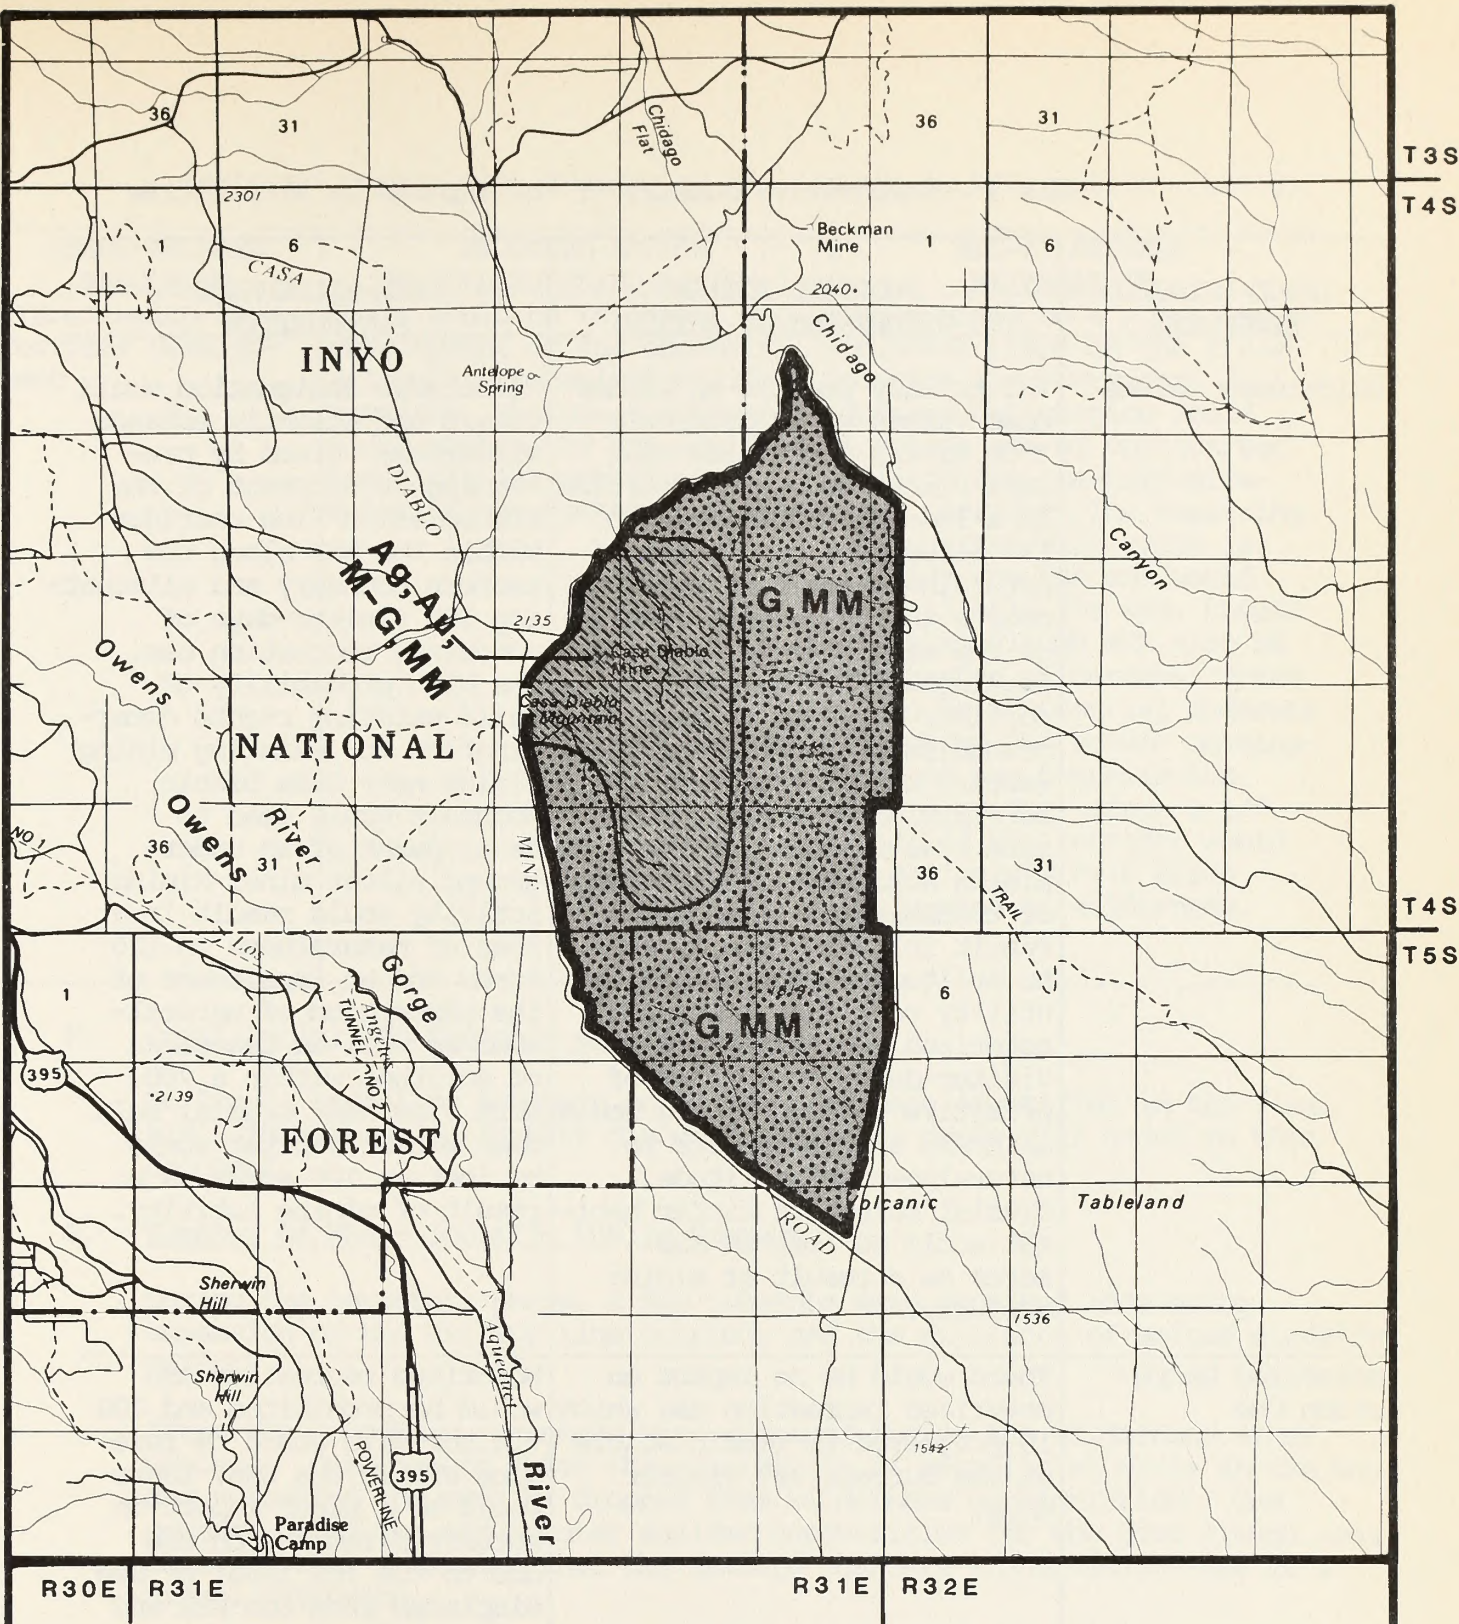 36
31
Chidago
Flat
36
31
T3S
T4S
2301
1
6
CASA
Beckman
Mine
1
6
2040
Chidago
INYO
Antelope
Spring
DIABLO
Canyon
Ag, Au,
M-G, MM
G, MM
2135
Casa Diablo
Mine
Owens
Casa Diablo
Mountain
NATIONAL
River
Owens
NO 1
36
31
MINE
36
31
TRAIL
T4S
T5S
Los
Gorge
1
6
Angeles
TUNNEL NO 2
G, MM
395
2139
FOREST
Volcanic
Tableland
ROAD
Sherwin
Hill
1536
Aqueduct
Sherwin
Hill
POWERLINE
395
1542
River
Paradise
Camp
R30E
R31E
R31E
R32E